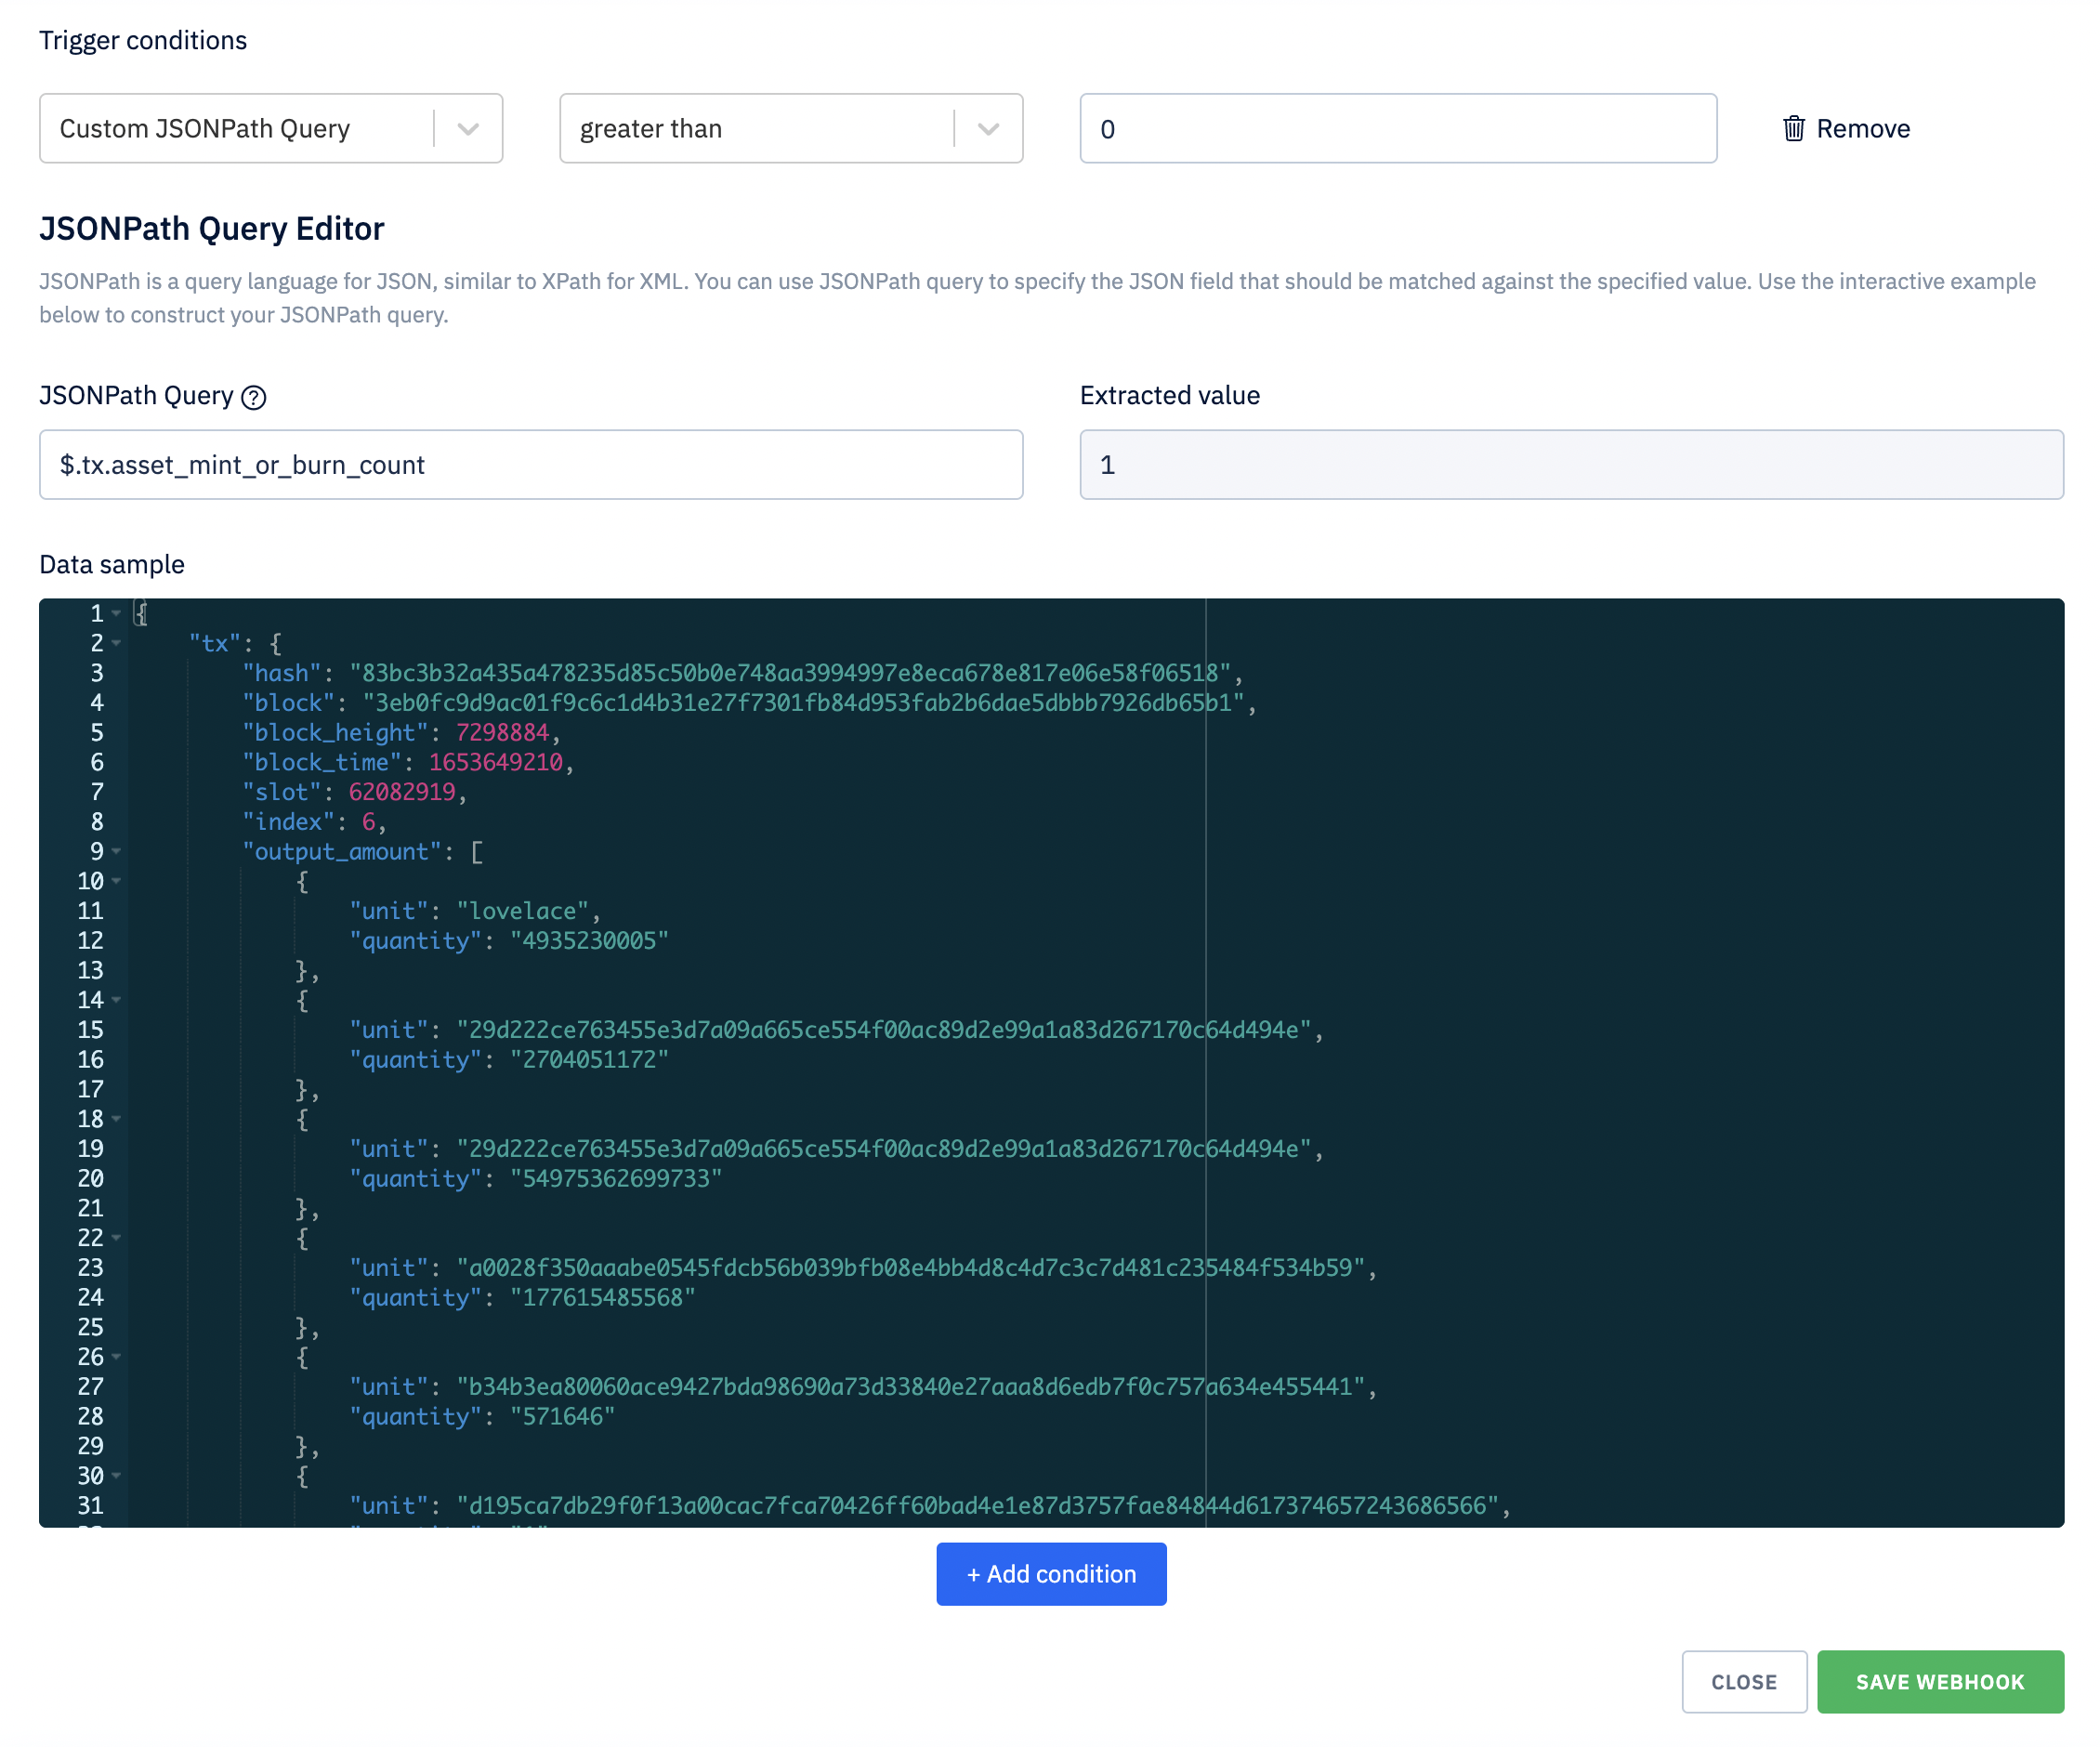 Trigger conditions
Custom JSONPath Query
greater than
0
Remove
JSONPath Query Editor
JSONPath is a query language for JSON, similar to XPath for XML. You can use JSONPath query to specify the JSON field that should be matched against the specified value. Use the interactive example
below to construct your JSONPath query.
JSONPath Query ?
Extracted value
$.tx.asset_mint_or_burn_count
1
Data sample
1 {
2 "tx": {
3 "hash": "83bc3b32a435a478235d85c50b0e748aa3994997e8eca678e817e06e58f06518",
4 "block": "3eb0fc9d9ac01f9c6c1d4b31e27f7301fb84d953fab2b6dae5dbbb7926db65b1",
5 "block_height": 7298884,
6 "block_time": 1653649210,
7 "slot": 62082919,
8 "index": 6,
9 "output_amount": [
10 {
11 "unit": "lovelace",
12 "quantity": "4935230005"
13 },
14 {
15 "unit": "29d222ce763455e3d7a09a665ce554f00ac89d2e99a1a83d267170c64d494e",
16 "quantity": "2704051172"
17 },
18 {
19 "unit": "29d222ce763455e3d7a09a665ce554f00ac89d2e99a1a83d267170c64d494e",
20 "quantity": "54975362699733"
21 },
22 {
23 "unit": "a0028f350aaabe0545fdcb56b039bfb08e4bb4d8c4d7c3c7d481c235484f534b59",
24 "quantity": "177615485568"
25 },
26 {
27 "unit": "b34b3ea80060ace9427bda98690a73d33840e27aaa8d6edb7f0c757a634e455441",
28 "quantity": "571646"
29 },
30 {
31 "unit": "d195ca7db29f0f13a00cac7fca70426ff60bad4e1e87d3757fae84844d617374657243686566",
+ Add condition
CLOSE
SAVE WEBHOOK